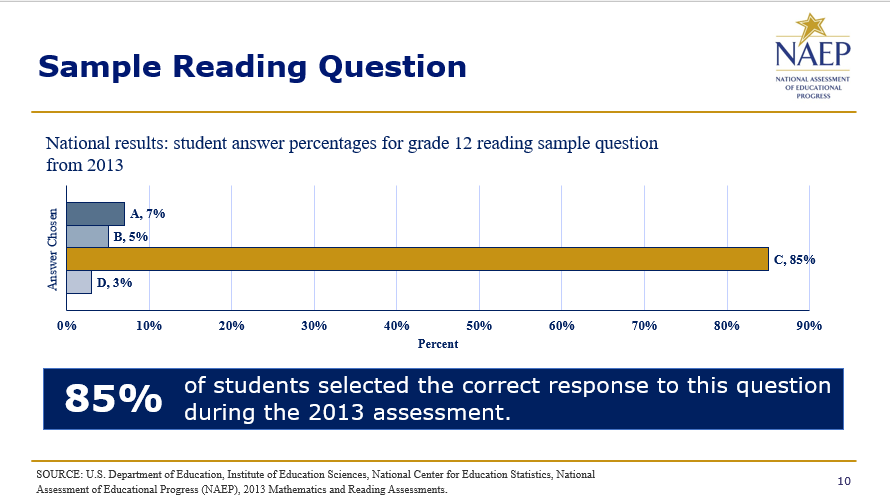 Sample Reading Question
NAEP
NATIONAL ASSESSMENT
OF EDUCATIONAL
PROGRESS
National results: student answer percentages for grade 12 reading sample question
from 2013
Answer Chosen
A, 7%
B, 5%
C, 85%
D, 3%
0% 10% 20% 30% 40% 50% 60% 70% 80% 90%
Percent
85%
of students selected the correct response to this question
during the 2013 assessment.
SOURCE: U.S. Department of Education, Institute of Education Sciences, National Center for Education Statistics, National
Assessment of Educational Progress (NAEP), 2013 Mathematics and Reading Assessments.
10